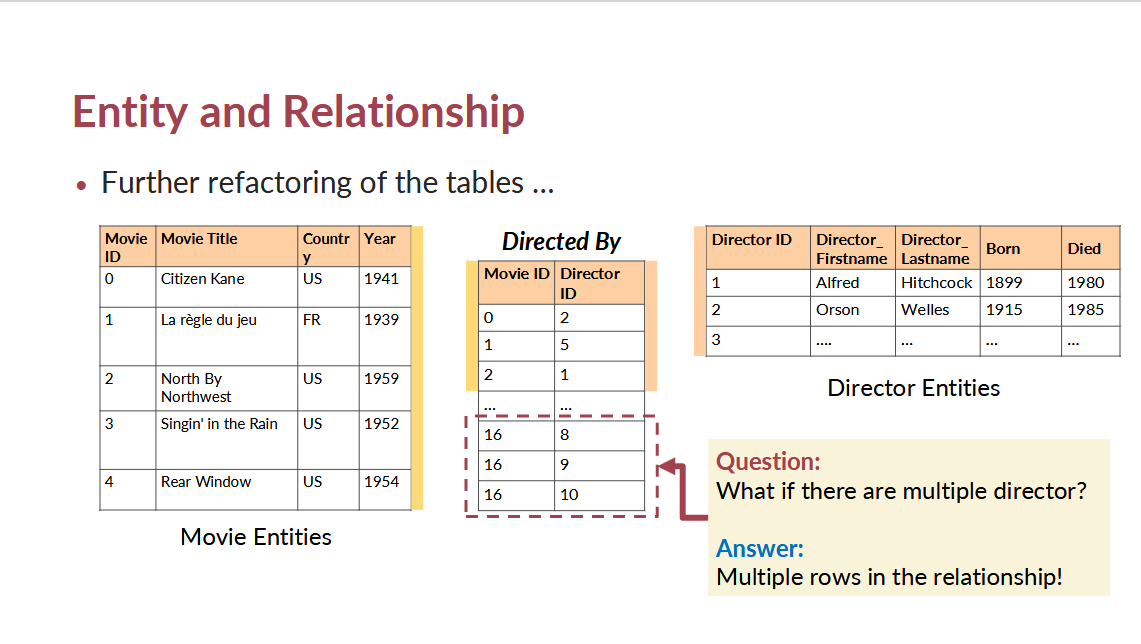 Entity and Relationship
• Further refactoring of the tables ...
Movie ID Movie Title Countr y Year
0 Citizen Kane US 1941
1 La règle du jeu FR 1939
2 North By Northwest US 1959
3 Singin' in the Rain US 1952
4 Rear Window US 1954
Movie Entities
Directed By
Movie ID Director ID
0 2
1 5
2 1
... ...
16 8
16 9
16 10
Director ID Director_ Firstname Director_ Lastname Born Died
1 Alfred Hitchcock 1899 1980
2 Orson Welles 1915 1985
3 .... ... ... ...
Director Entities
Question:
What if there are multiple director?
Answer:
Multiple rows in the relationship!